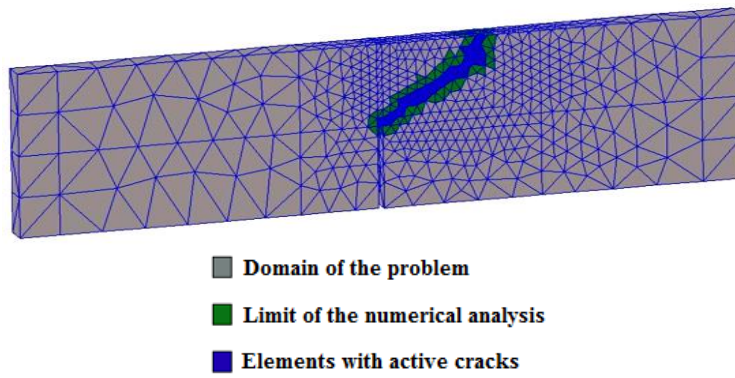 Domain of the problem
Limit of the numerical analysis
Elements with active cracks